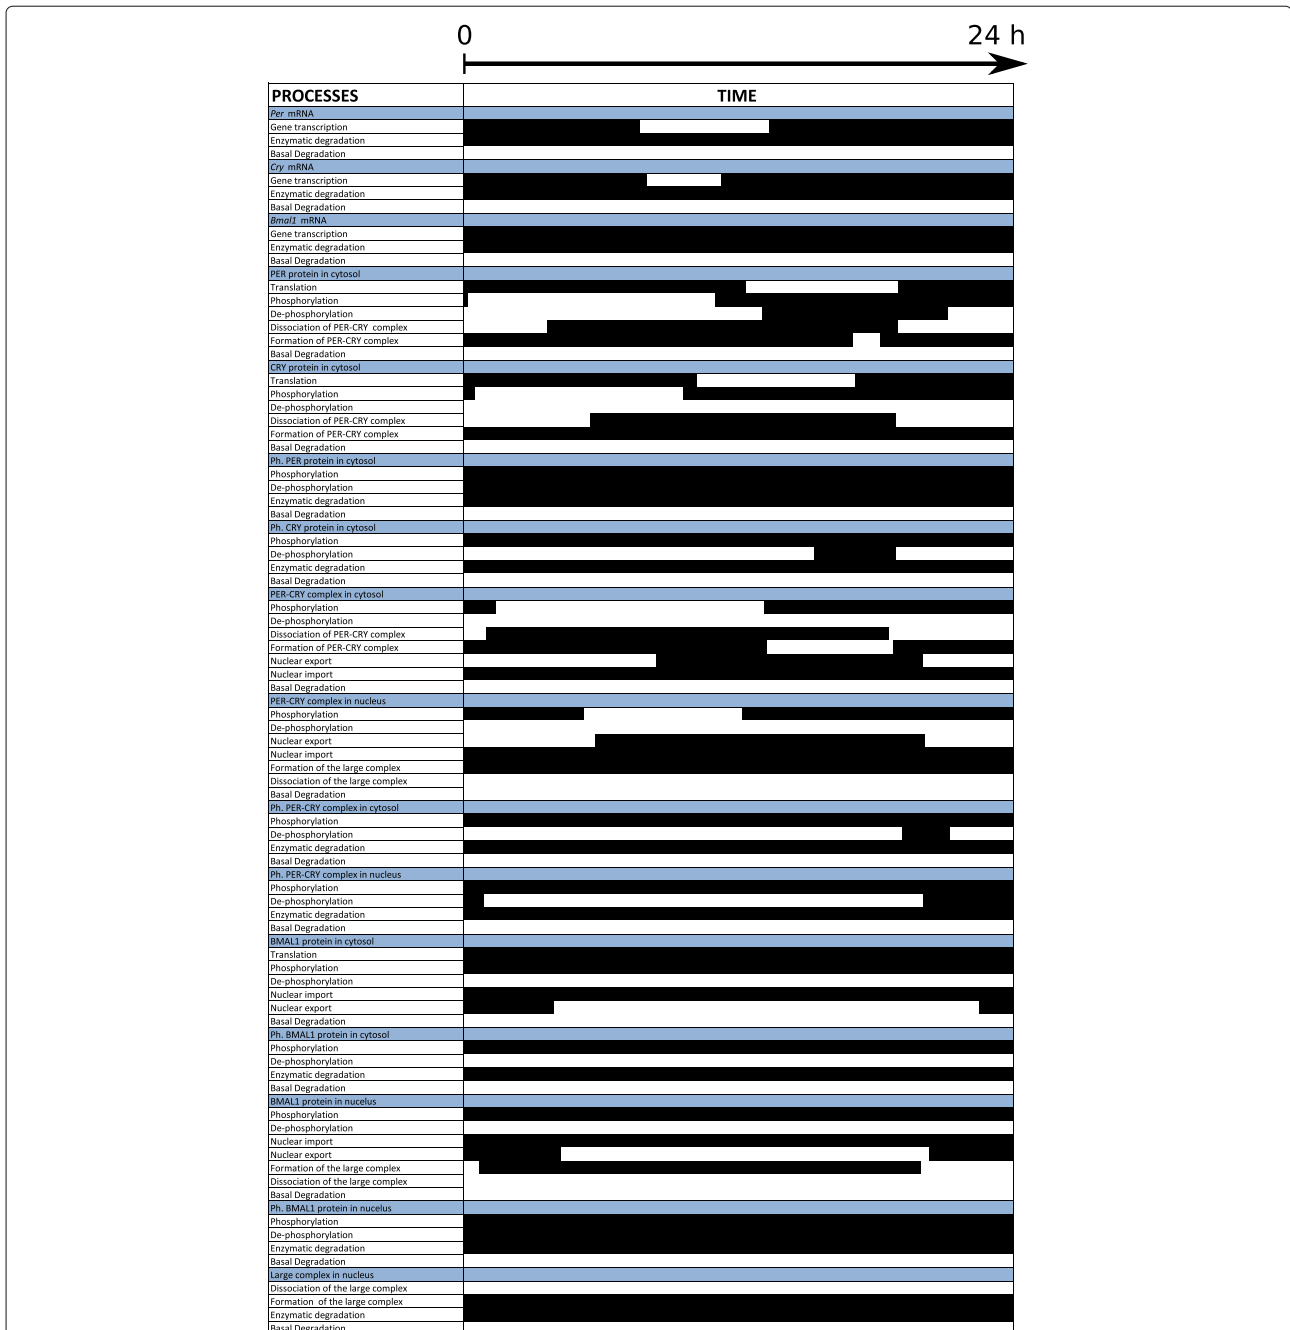 0 24 h
PROCESSES TIME
Per mRNA
Gene transcription
Enzymatic degradation
Basal Degradation
Cry mRNA
Gene transcription
Enzymatic degradation
Basal Degradation
Bmal1 mRNA
Gene transcription
Enzymatic degradation
Basal Degradation
PER protein in cytosol
Translation
Phosphorylation
De-phosphorylation
Dissociation of PER-CRY complex
Formation of PER-CRY complex
Basal Degradation
CRY protein in cytosol
Translation
Phosphorylation
De-phosphorylation
Dissociation of PER-CRY complex
Formation of PER-CRY complex
Basal Degradation
Ph. PER protein in cytosol
Phosphorylation
De-phosphorylation
Enzymatic degradation
Basal Degradation
Ph. CRY protein in cytosol
Phosphorylation
De-phosphorylation
Enzymatic degradation
Basal Degradation
PER-CRY complex in cytosol
Phosphorylation
De-phosphorylation
Dissociation of PER-CRY complex
Formation of PER-CRY complex
Nuclear export
Nuclear import
Basal Degradation
PER-CRY complex in nucleus
Phosphorylation
De-phosphorylation
Nuclear export
Nuclear import
Formation of the large complex
Dissociation of the large complex
Basal Degradation
Ph. PER-CRY complex in cytosol
Phosphorylation
De-phosphorylation
Enzymatic degradation
Basal Degradation
Ph. PER-CRY complex in nucleus
Phosphorylation
De-phosphorylation
Enzymatic degradation
Basal Degradation
BMAL1 protein in cytosol
Translation
Phosphorylation
De-phosphorylation
Nuclear import
Nuclear export
Basal Degradation
Ph. BMAL1 protein in cytosol
Phosphorylation
De-phosphorylation
Enzymatic degradation
Basal Degradation
BMAL1 protein in nucelus
Phosphorylation
De-phosphorylation
Nuclear import
Nuclear export
Formation of the large complex
Dissociation of the large complex
Basal Degradation
Ph. BMAL1 protein in nucelus
Phosphorylation
De-phosphorylation
Enzymatic degradation
Basal Degradation
Large complex in nucleus
Dissociation of the large complex
Formation of the large complex
Enzymatic degradation
Basal Degradation